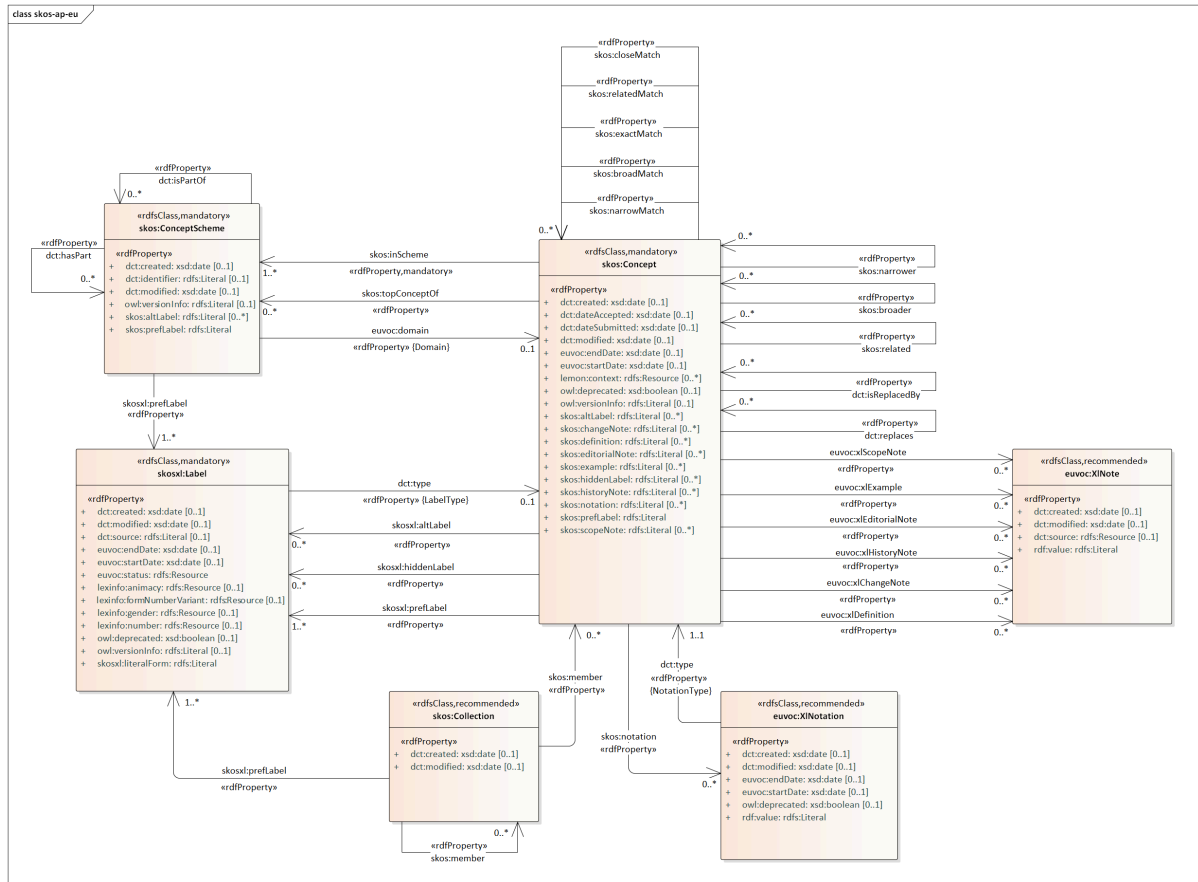 class skos-ap-eu
«rdfProperty»
skos:closeMatch
«rdfProperty»
skos:relatedMatch
«rdfProperty»
skos:exactMatch
«rdfProperty»
skos:broadMatch
«rdfProperty»
skos:narrowMatch
0..*
«rdfProperty»
dct:isPartOf
0..*
«rdfProperty»
dct:hasPart
0..*
«rdfsClass,mandatory»
skos:ConceptScheme
«rdfProperty»
+ dct:created: xsd:date [0..1]
+ dct:identifier: rdfs:Literal [0..1]
+ dct:modified: xsd:date [0..1]
+ owl:versionInfo: rdfs:Literal [0..1]
+ skos:altLabel: rdfs:Literal [0..*]
+ skos:prefLabel: rdfs:Literal
skos:inScheme
1..*
«rdfProperty,mandatory»
skos:topConceptOf
0..*
«rdfProperty»
euvoc:domain
0..1
«rdfProperty» {Domain}
skosxl:prefLabel
«rdfProperty»
1..*
«rdfsClass,mandatory»
skos:Concept
«rdfProperty»
+ dct:created: xsd:date [0..1]
+ dct:dateAccepted: xsd:date [0..1]
+ dct:dateSubmitted: xsd:date [0..1]
+ dct:modified: xsd:date [0..1]
+ euvoc:endDate: xsd:date [0..1]
+ euvoc:startDate: xsd:date [0..1]
+ lemon:context: rdfs:Resource [0..*]
+ owl:deprecated: xsd:boolean [0..1]
+ owl:versionInfo: rdfs:Literal [0..1]
+ skos:altLabel: rdfs:Literal [0..*]
+ skos:changeNote: rdfs:Literal [0..*]
+ skos:definition: rdfs:Literal [0..*]
+ skos:editorialNote: rdfs:Literal [0..*]
+ skos:example: rdfs:Literal [0..*]
+ skos:hiddenLabel: rdfs:Literal [0..*]
+ skos:historyNote: rdfs:Literal [0..*]
+ skos:notation: rdfs:Literal [0..*]
+ skos:prefLabel: rdfs:Literal
+ skos:scopeNote: rdfs:Literal [0..*]
0..*
«rdfProperty»
skos:narrower
0..*
«rdfProperty»
skos:broader
0..*
«rdfProperty»
skos:related
0..*
«rdfProperty»
dct:isReplacedBy
0..*
«rdfProperty»
dct:replaces
euvoc:xlScopeNote
«rdfProperty»
0..*
euvoc:xlExample
«rdfProperty»
0..*
euvoc:xlEditorialNote
«rdfProperty»
0..*
euvoc:xlHistoryNote
«rdfProperty»
0..*
euvoc:xlChangeNote
«rdfProperty»
0..*
euvoc:xlDefinition
«rdfProperty»
0..*
«rdfsClass,recommended»
euvoc:XlNote
«rdfProperty»
+ dct:created: xsd:date [0..1]
+ dct:modified: xsd:date [0..1]
+ dct:source: rdfs:Resource [0..1]
+ rdf:value: rdfs:Literal
«rdfsClass,mandatory»
skosxl:Label
«rdfProperty»
+ dct:created: xsd:date [0..1]
+ dct:modified: xsd:date [0..1]
+ dct:source: rdfs:Literal [0..1]
+ euvoc:endDate: xsd:date [0..1]
+ euvoc:startDate: xsd:date [0..1]
+ euvoc:status: rdfs:Resource
+ lexinfo:animacy: rdfs:Resource [0..1]
+ lexinfo:formNumberVariant: rdfs:Resource [0..1]
+ lexinfo:gender: rdfs:Resource [0..1]
+ lexinfo:number: rdfs:Resource [0..1]
+ owl:deprecated: xsd:boolean [0..1]
+ owl:versionInfo: rdfs:Literal [0..1]
+ skosxl:literalForm: rdfs:Literal
dct:type
«rdfProperty» {LabelType}
0..1
skosxl:altLabel
0..*
«rdfProperty»
skosxl:hiddenLabel
0..*
«rdfProperty»
skosxl:prefLabel
1..*
«rdfProperty»
0..*
skos:member
«rdfProperty»
1..1
dct:type
«rdfProperty»
{NotationType}
skos:notation
«rdfProperty»
0..*
1..*
skosxl:prefLabel
«rdfProperty»
«rdfsClass,recommended»
skos:Collection
«rdfProperty»
+ dct:created: xsd:date [0..1]
+ dct:modified: xsd:date [0..1]
0..*
«rdfProperty»
skos:member
«rdfsClass,recommended»
euvoc:XlNotation
«rdfProperty»
+ dct:created: xsd:date [0..1]
+ dct:modified: xsd:date [0..1]
+ euvoc:endDate: xsd:date [0..1]
+ euvoc:startDate: xsd:date [0..1]
+ owl:deprecated: xsd:boolean [0..1]
+ rdf:value: rdfs:Literal